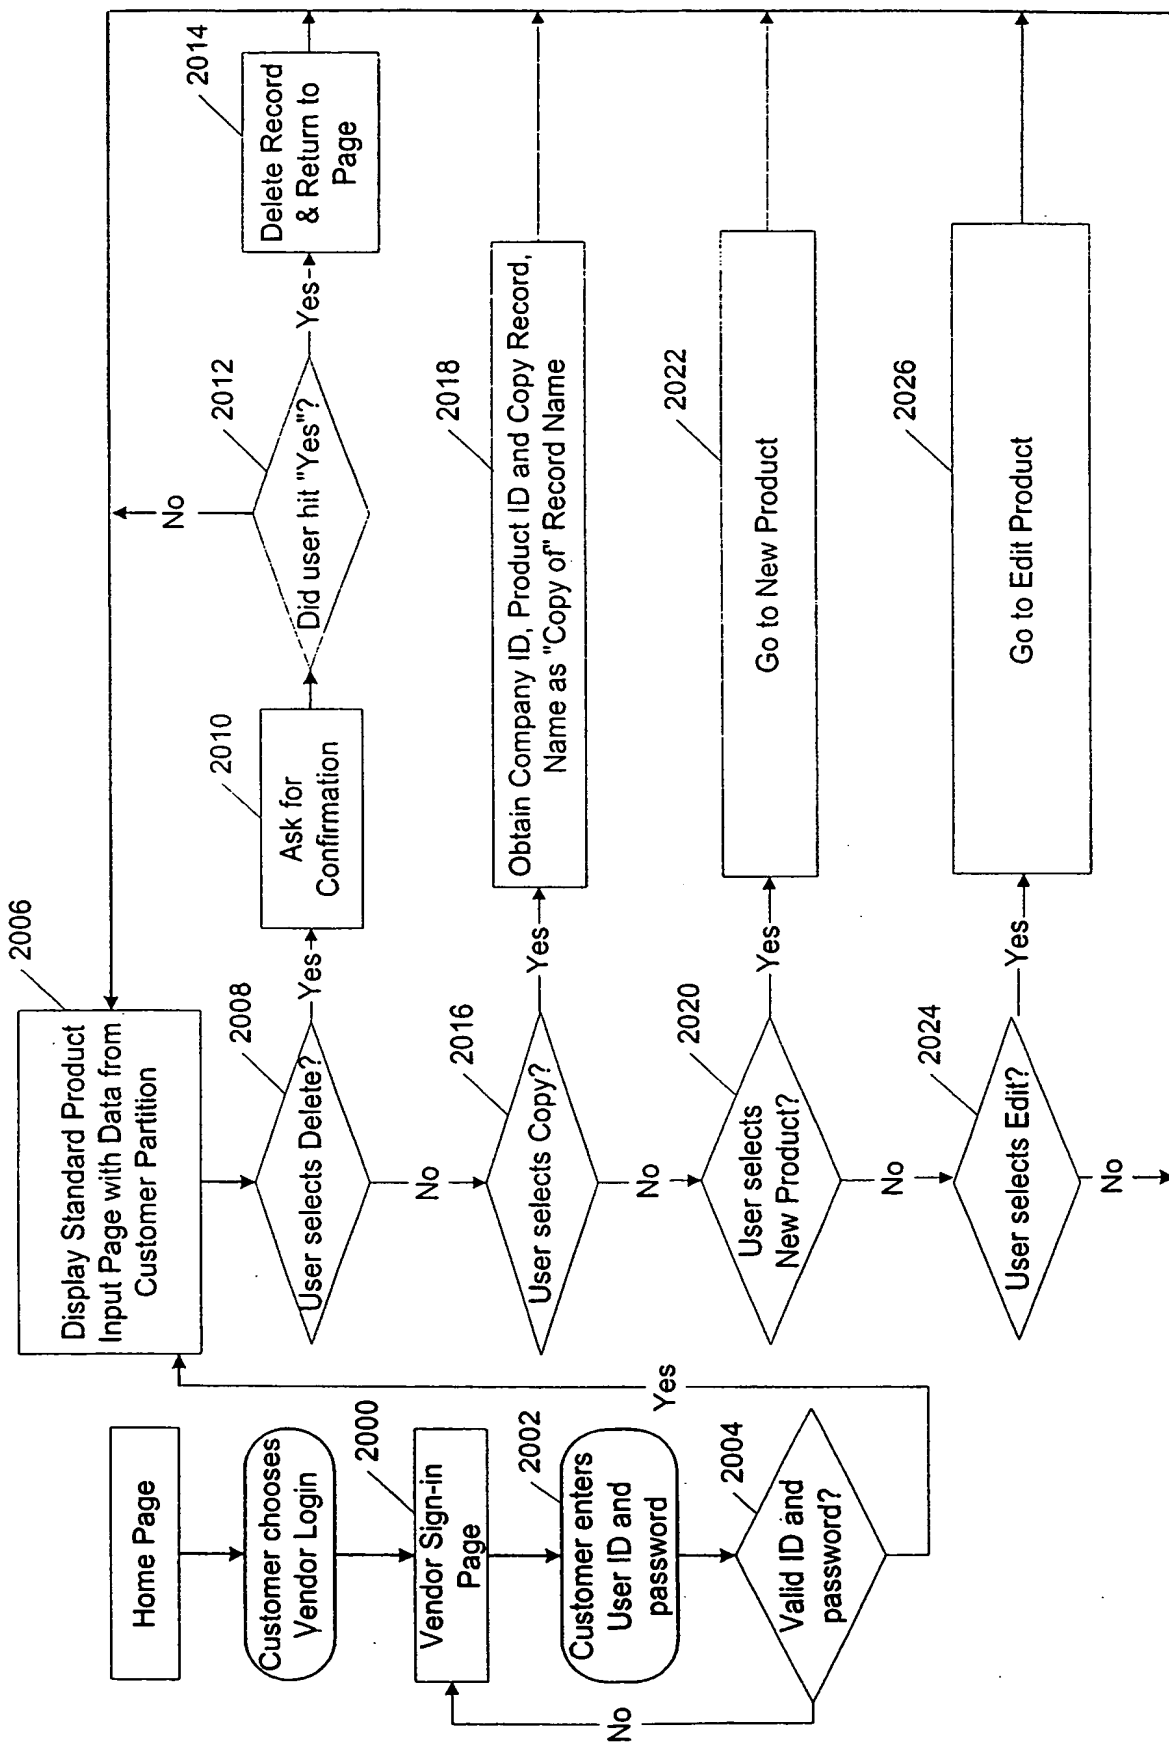 Home Page
Customer chooses
Vendor Login
2000
Vendor Sign-in
Page
2002
Customer enters
User ID and
password
2004
Valid ID and
password?
No
Yes
2006
Display Standard Product
Input Page with Data from
Customer Partition
2008
User selects Delete?
Yes
No
2010
Ask for
Confirmation
2012
Did user hit "Yes"?
No
Yes
2014
Delete Record
& Return to
Page
2016
User selects Copy?
Yes
No
2018
Obtain Company ID, Product ID and Copy Record,
Name as "Copy of" Record Name
2020
User selects
New Product?
Yes
No
2022
Go to New Product
2024
User selects Edit?
Yes
No
2026
Go to Edit Product